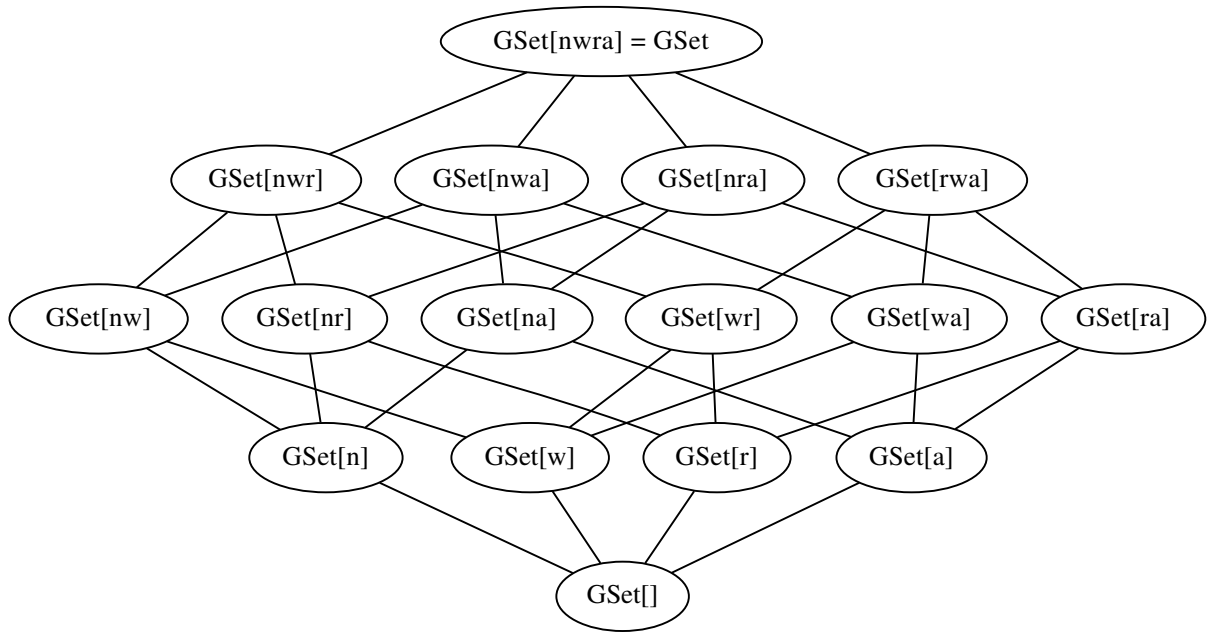 GSet[nwra] = GSet
GSet[nwr]
GSet[nwa]
GSet[nra]
GSet[rwa]
GSet[nw]
GSet[nr]
GSet[na]
GSet[wr]
GSet[wa]
GSet[ra]
GSet[n]
GSet[w]
GSet[r]
GSet[a]
GSet[]